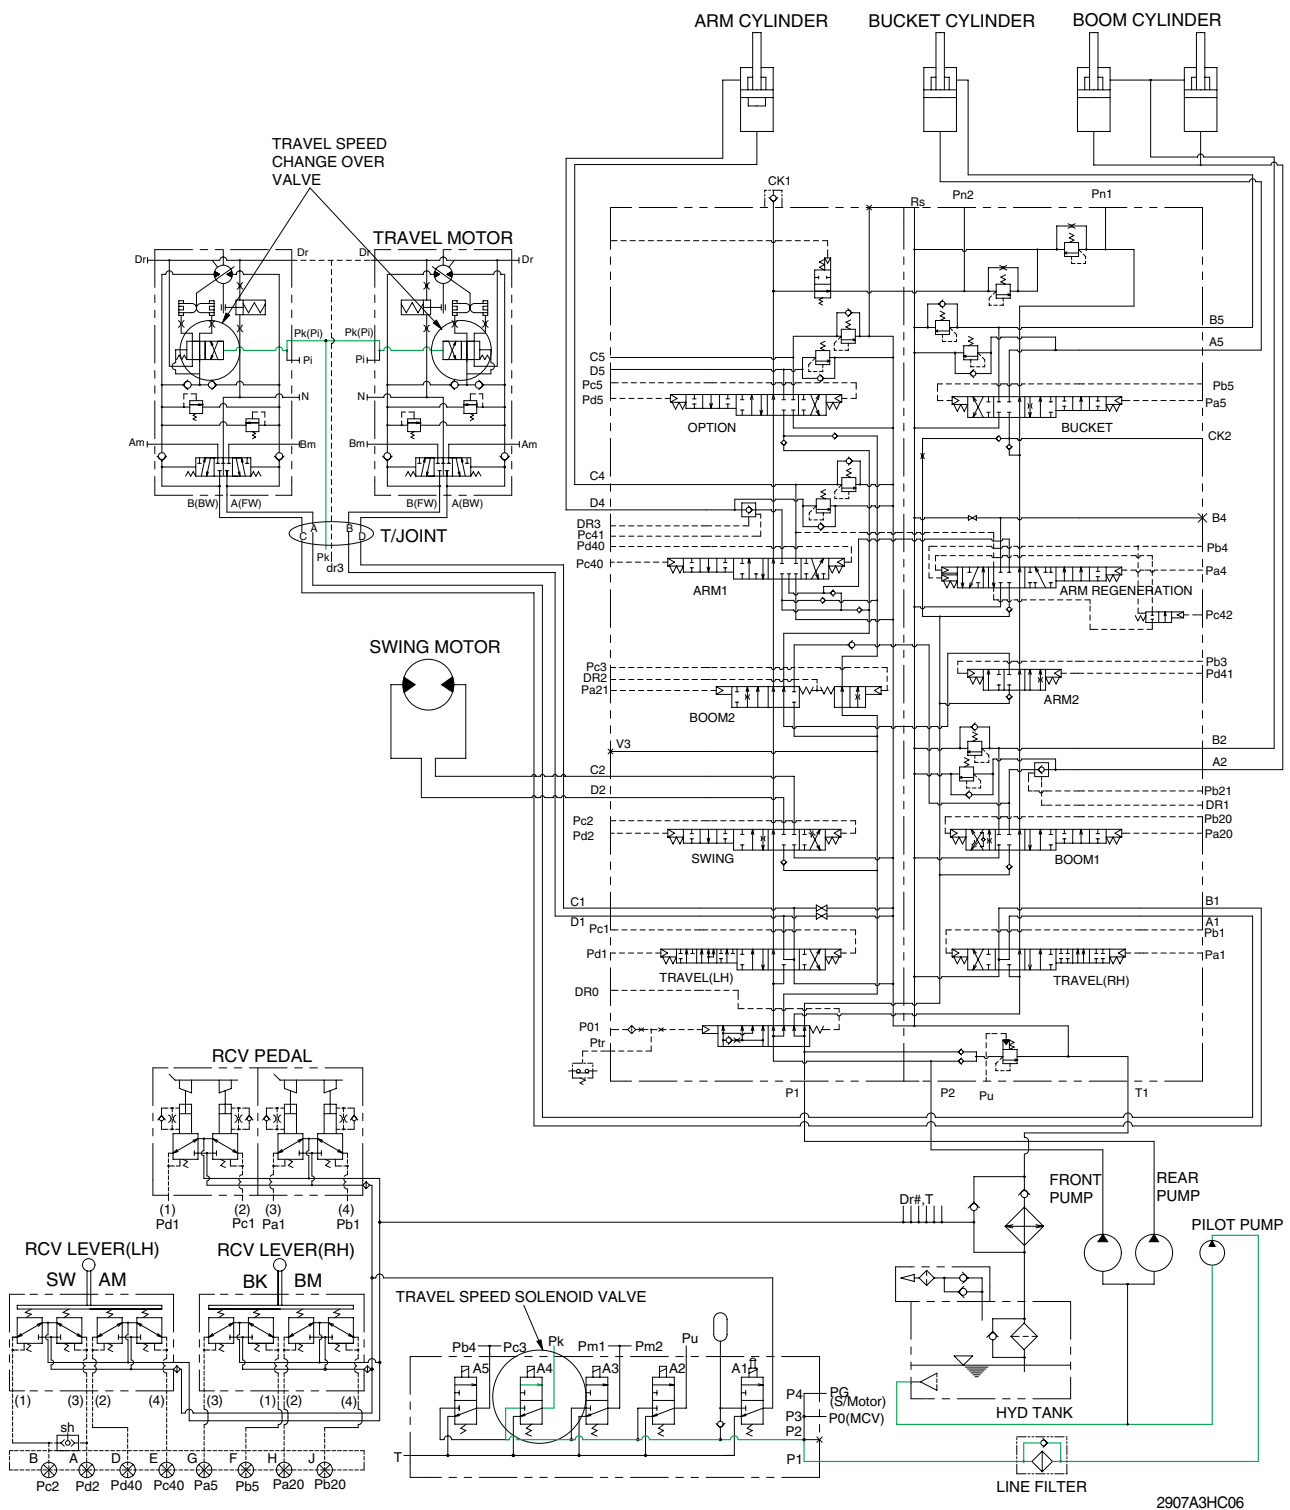 ARM CYLINDER
BUCKET CYLINDER
BOOM CYLINDER
TRAVEL SPEED
CHANGE OVER
VALVE
CK1
Rs
Pn2
Pn1
TRAVEL MOTOR
Dr
Dr
Dr
Dr
Pk(Pi)
Pk(Pi)
Pi
Pi
N
N
Am
Bm
Bm
Am
B(BW)
A(FW)
B(FW)
A(BW)
C
A
B
D
T/JOINT
Pk
dr3
C5
D5
Pc5
Pd5
OPTION
B5
A5
Pb5
Pa5
BUCKET
CK2
C4
D4
DR3
Pc41
Pd40
Pc40
ARM1
B4
Pb4
Pa4
ARM REGENERATION
Pc42
SWING MOTOR
Pc3
DR2
Pa21
BOOM2
Pb3
Pd41
ARM2
V3
C2
D2
B2
A2
Pb21
DR1
Pb20
Pa20
Pc2
Pd2
SWING
BOOM1
C1
D1
Pc1
Pd1
TRAVEL(LH)
B1
A1
Pb1
Pa1
TRAVEL(RH)
DR0
P01
Ptr
P1
P2
Pu
T1
RCV PEDAL
(1)
Pd1
(2)
Pc1
(3)
Pa1
(4)
Pb1
RCV LEVER(LH)
SW
AM
RCV LEVER(RH)
BK
BM
(1)
(3)
(2)
(4)
(3)
(1)
(2)
(4)
sh
B
A
D
E
G
F
H
J
Pc2
Pd2
Pd40
Pc40
Pa5
Pb5
Pa20
Pb20
Dr#,T
FRONT
PUMP
REAR
PUMP
PILOT PUMP
TRAVEL SPEED SOLENOID VALVE
Pb4
Pc3
Pk
Pm1
Pm2
Pu
A5
A4
A3
A2
A1
T
P4
PG
(S/Motor)
P3
P0(MCV)
P2
P1
HYD TANK
LINE FILTER
2907A3HC06